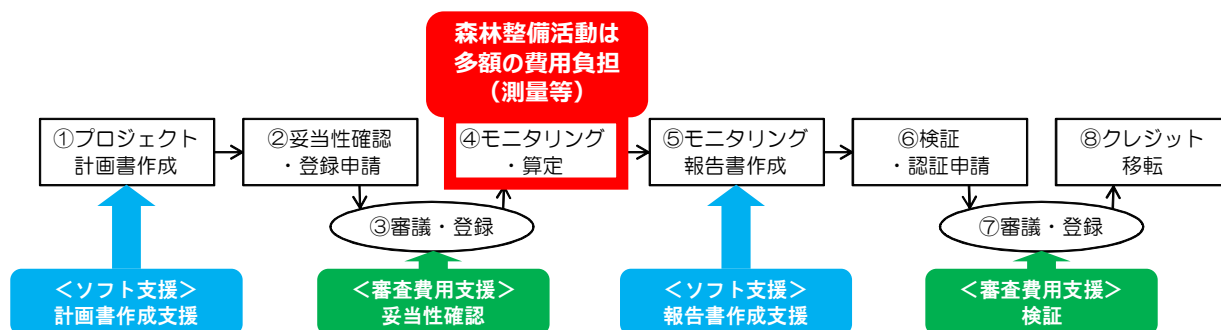 森林整備活動は
多額の費用負担
（測量等）
①プロジェクト
計画書作成
②妥当性確認
・登録申請
③審議・登録
④モニタリング
・算定
⑤モニタリング
報告書作成
⑥検証
・認証申請
⑦審議・登録
⑧クレジット
移転
＜ソフト支援＞
計画書作成支援
＜審査費用支援＞
妥当性確認
＜ソフト支援＞
報告書作成支援
＜審査費用支援＞
検証